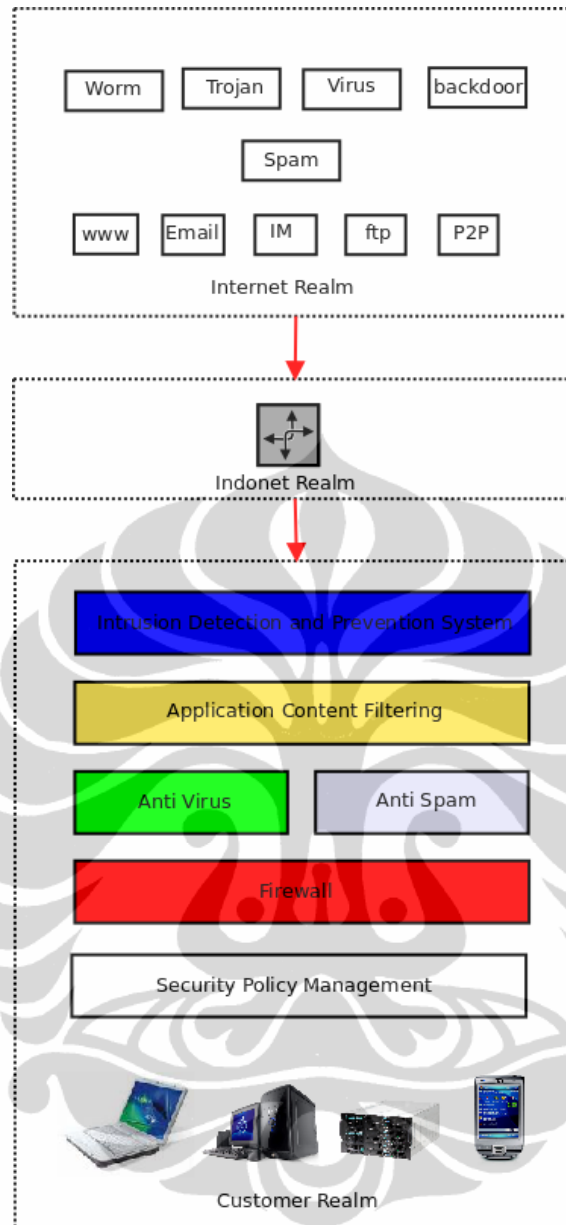 Worm Trojan Virus backdoor
Spam
www Email IM ftp P2P
Internet Realm
Indonet Realm
Intrusion Detection and Prevention System
Application Content Filtering
Anti Virus Anti Spam
Firewall
Security Policy Management
Customer Realm